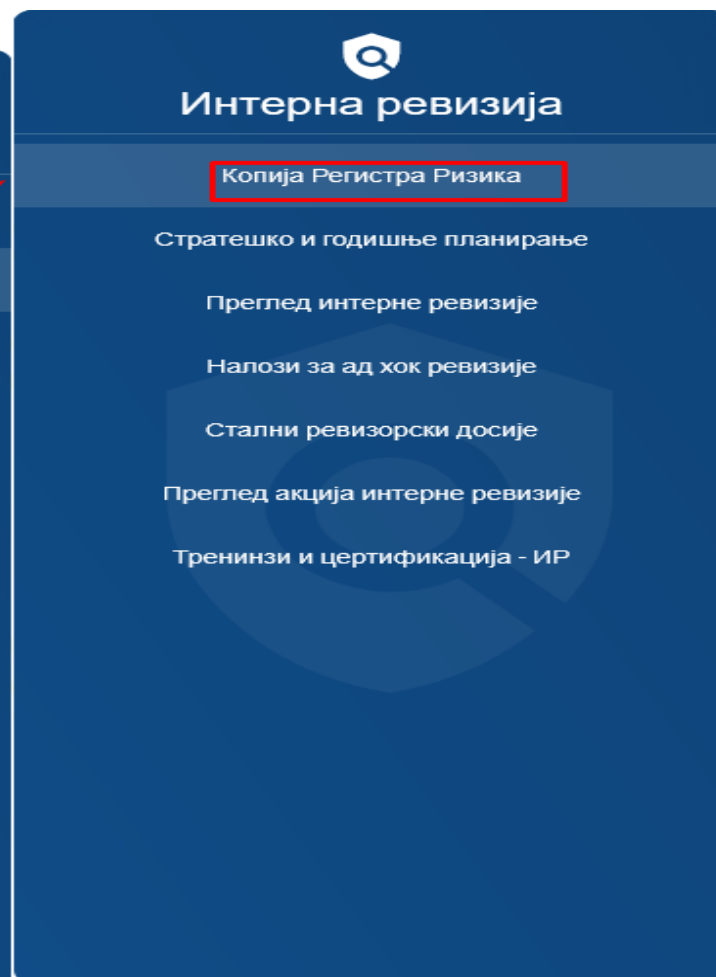 Интерна ревизија
Копија Регистра Ризика
Стратешко и годишње планирање
Преглед интерне ревизије
Налози за ад хок ревизије
Стални ревизорски досије
Преглед акција интерне ревизије
Тренинзи и цертификација - ИР